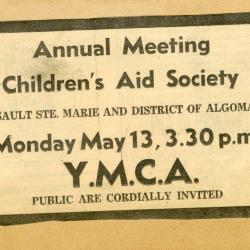 Annual Meeting
Children's Aid Society
SAULT STE. MARIE AND DISTRICT OF ALGOMA
Monday May 13, 3.30 p.m.
Y.M.C.A.
PUBLIC ARE CORDIALLY INVITED